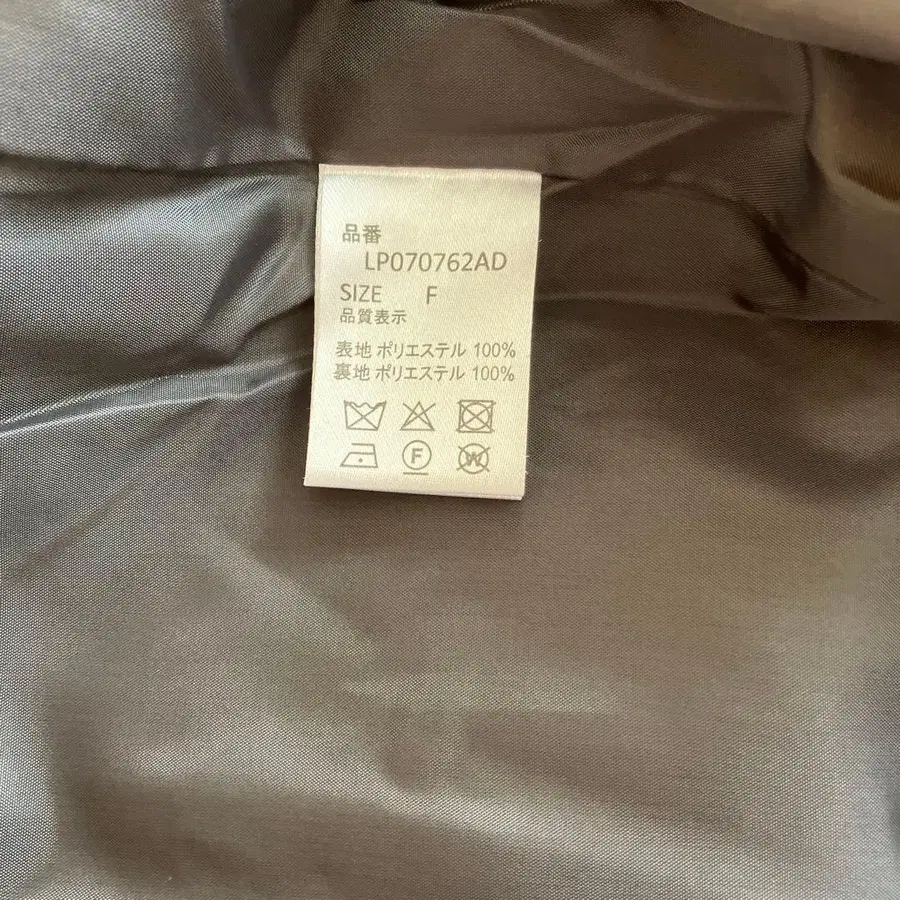 品番
LP070762AD
SIZE F
品質表示
表地 ポリエステル 100%
裏地 ポリエステル 100%
F
W